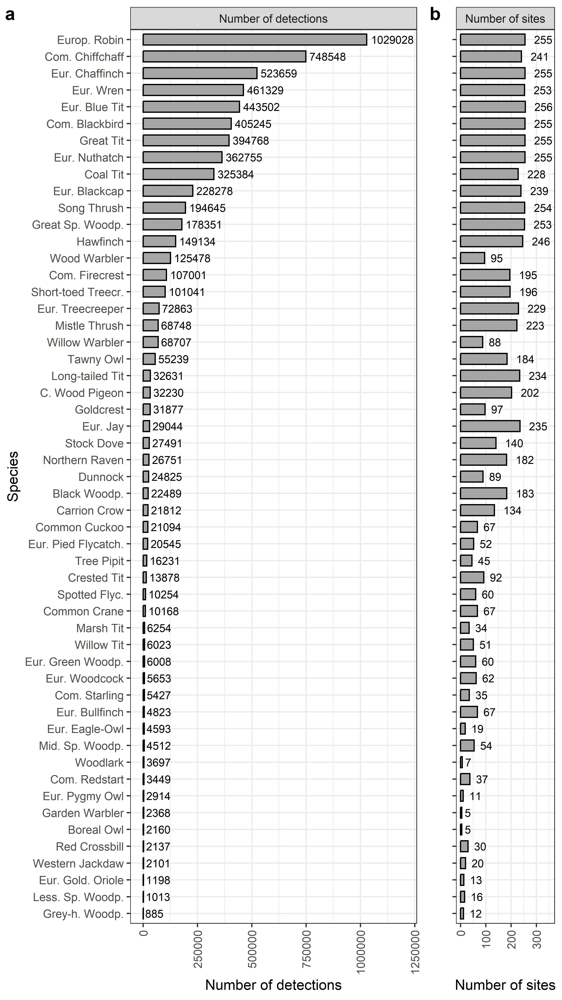 a
Number of detections
b
Number of sites
Europ. Robin 1029028 255
Com. Chiffchaff 748548 241
Eur. Chaffinch 523659 255
Eur. Wren 461329 253
Eur. Blue Tit 443502 256
Com. Blackbird 405245 255
Great Tit 394768 255
Eur. Nuthatch 362755 255
Coal Tit 325384 228
Eur. Blackcap 228278 239
Song Thrush 194645 254
Great Sp. Woodp. 178351 253
Hawfinch 149134 246
Wood Warbler 125478 95
Com. Firecrest 107001 195
Short-toed Treecr. 101041 196
Eur. Treecreeper 72863 229
Mistle Thrush 68748 223
Willow Warbler 68707 88
Tawny Owl 55239 184
Long-tailed Tit 32631 234
C. Wood Pigeon 32230 202
Goldcrest 31877 97
Eur. Jay 29044 235
Stock Dove 27491 140
Northern Raven 26751 182
Dunnock 24825 89
Black Woodp. 22489 183
Carrion Crow 21812 134
Common Cuckoo 21094 67
Eur. Pied Flycatch. 20545 52
Tree Pipit 16231 45
Crested Tit 13878 92
Spotted Flyc. 10254 60
Common Crane 10168 67
Marsh Tit 6254 34
Willow Tit 6023 51
Eur. Green Woodp. 6008 60
Eur. Woodcock 5653 62
Com. Starling 5427 35
Eur. Bullfinch 4823 67
Eur. Eagle-Owl 4593 19
Mid. Sp. Woodp. 4512 54
Woodlark 3697 7
Com. Redstart 3449 37
Eur. Pygmy Owl 2914 11
Garden Warbler 2368 5
Boreal Owl 2160 5
Red Crossbill 2137 30
Western Jackdaw 2101 20
Eur. Gold. Oriole 1198 13
Less. Sp. Woodp. 1013 16
Grey-h. Woodp. 885 12
Species
0 250000 500000 750000 1000000 1250000
0 100 200 300
Number of detections
Number of sites